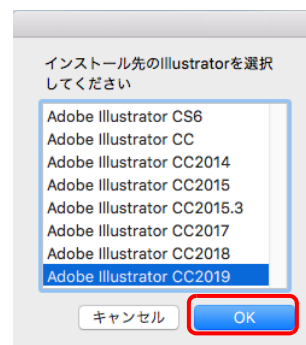 インストール先のIllustratorを選択
してください
Adobe Illustrator CS6
Adobe Illustrator CC
Adobe Illustrator CC2014
Adobe Illustrator CC2015
Adobe Illustrator CC2015.3
Adobe Illustrator CC2017
Adobe Illustrator CC2018
Adobe Illustrator CC2019
キャンセル OK